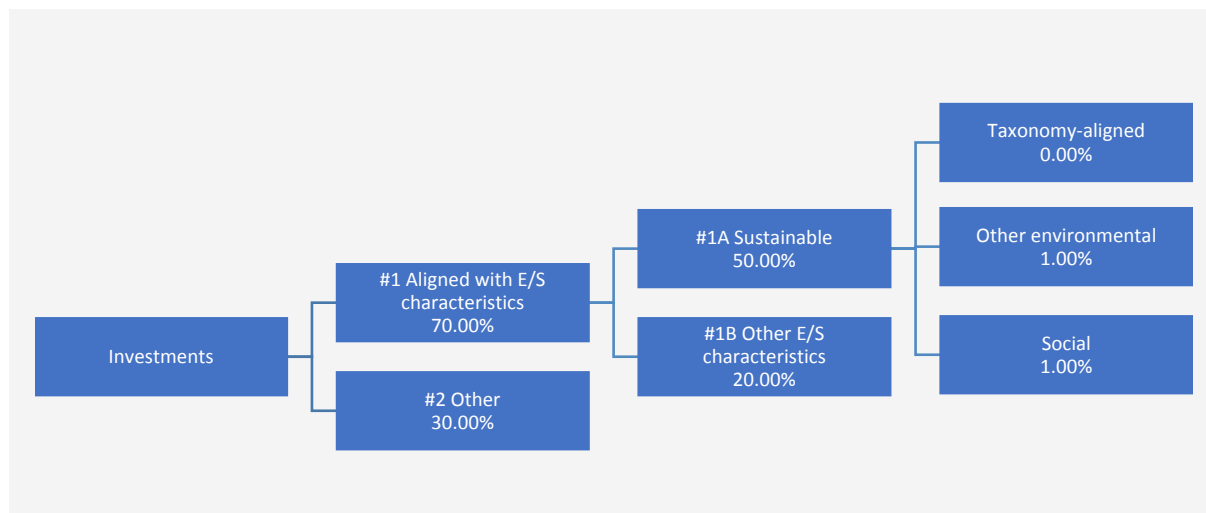 Investments
#1 Aligned with E/S
characteristics
70.00%
#2 Other
30.00%
#1A Sustainable
50.00%
#1B Other E/S
characteristics
20.00%
Taxonomy-aligned
0.00%
Other environmental
1.00%
Social
1.00%